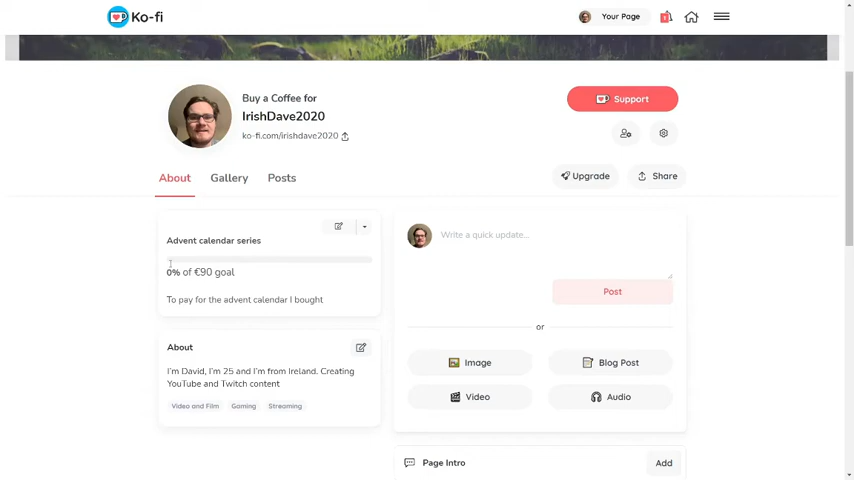 Ko-fi
Your Page
1
Buy a Coffee for
IrishDave2020
ko-fi.com/irishdave2020
Support
About
Gallery
Posts
Upgrade
Share
Advent calendar series
0% of €90 goal
To pay for the advent calendar I bought
Write a quick update...
Post
or
Image
Blog Post
Video
Audio
About
I'm David, I'm 25 and I'm from Ireland. Creating
YouTube and Twitch content
Video and Film
Gaming
Streaming
Page Intro
Add